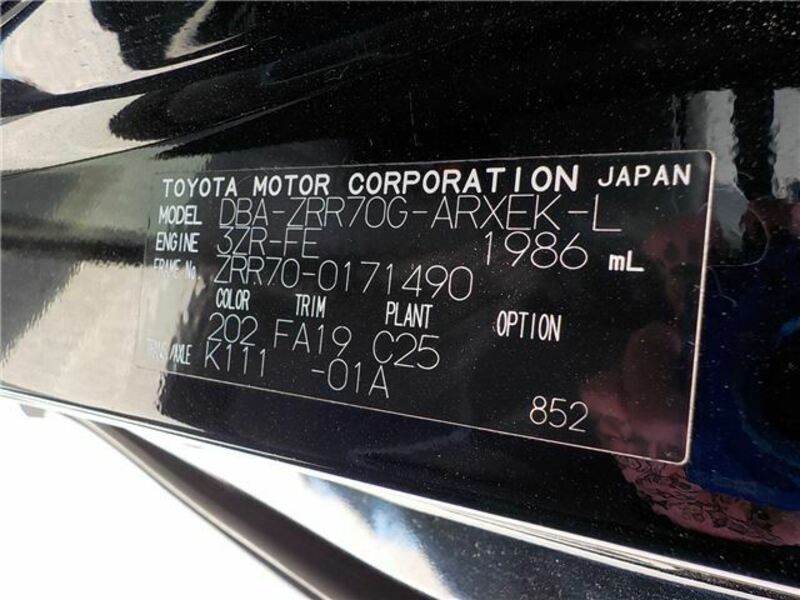 TOYOTA MOTOR CORPORATION JAPAN
MODEL DBA-ZRR70G-ARXEK-L
ENGINE 3ZR-FE 1986 mL
FRAME No. ZRR70-0171490
COLOR TRIM PLANT OPTION
202 FA19 C25
TRANS/AXLE K111 -01A
852